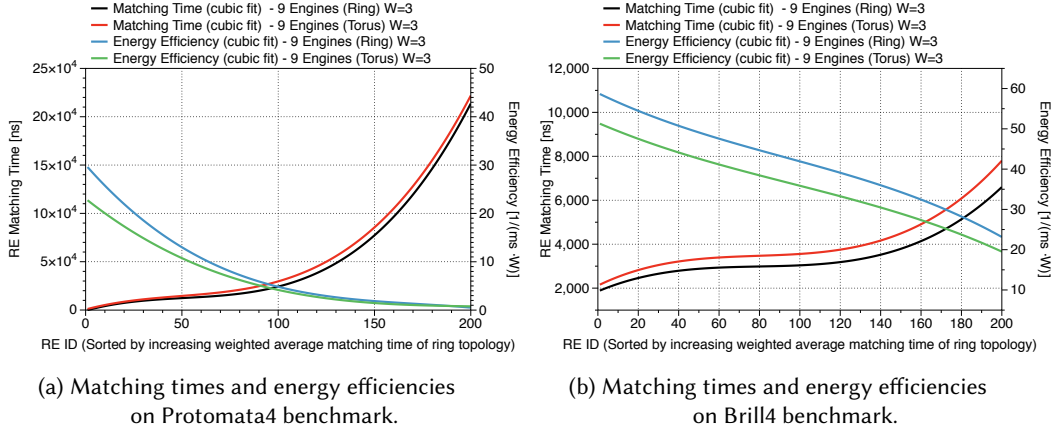 Matching Time (cubic fit) - 9 Engines (Ring) W=3
Matching Time (cubic fit) - 9 Engines (Torus) W=3
Energy Efficiency (cubic fit) - 9 Engines (Ring) W=3
Energy Efficiency (cubic fit) - 9 Engines (Torus) W=3
25×10⁴
20×10⁴
15×10⁴
10×10⁴
5×10⁴
0
RE Matching Time [ns]
50
40
30
20
10
0
Energy Efficiency [1/(ms ·W)]
0 50 100 150 200
RE ID (Sorted by increasing weighted average matching time of ring topology)
(a) Matching times and energy efficiencies
on Protomata4 benchmark.
Matching Time (cubic fit) - 9 Engines (Ring) W=3
Matching Time (cubic fit) - 9 Engines (Torus) W=3
Energy Efficiency (cubic fit) - 9 Engines (Ring) W=3
Energy Efficiency (cubic fit) - 9 Engines (Torus) W=3
12,000
10,000
8,000
6,000
4,000
2,000
RE Matching Time [ns]
60
50
40
30
20
10
Energy Efficiency [1/(ms ·W)]
0 20 40 60 80 100 120 140 160 180 200
RE ID (Sorted by increasing weighted average matching time of ring topology)
(b) Matching times and energy efficiencies
on Brill4 benchmark.